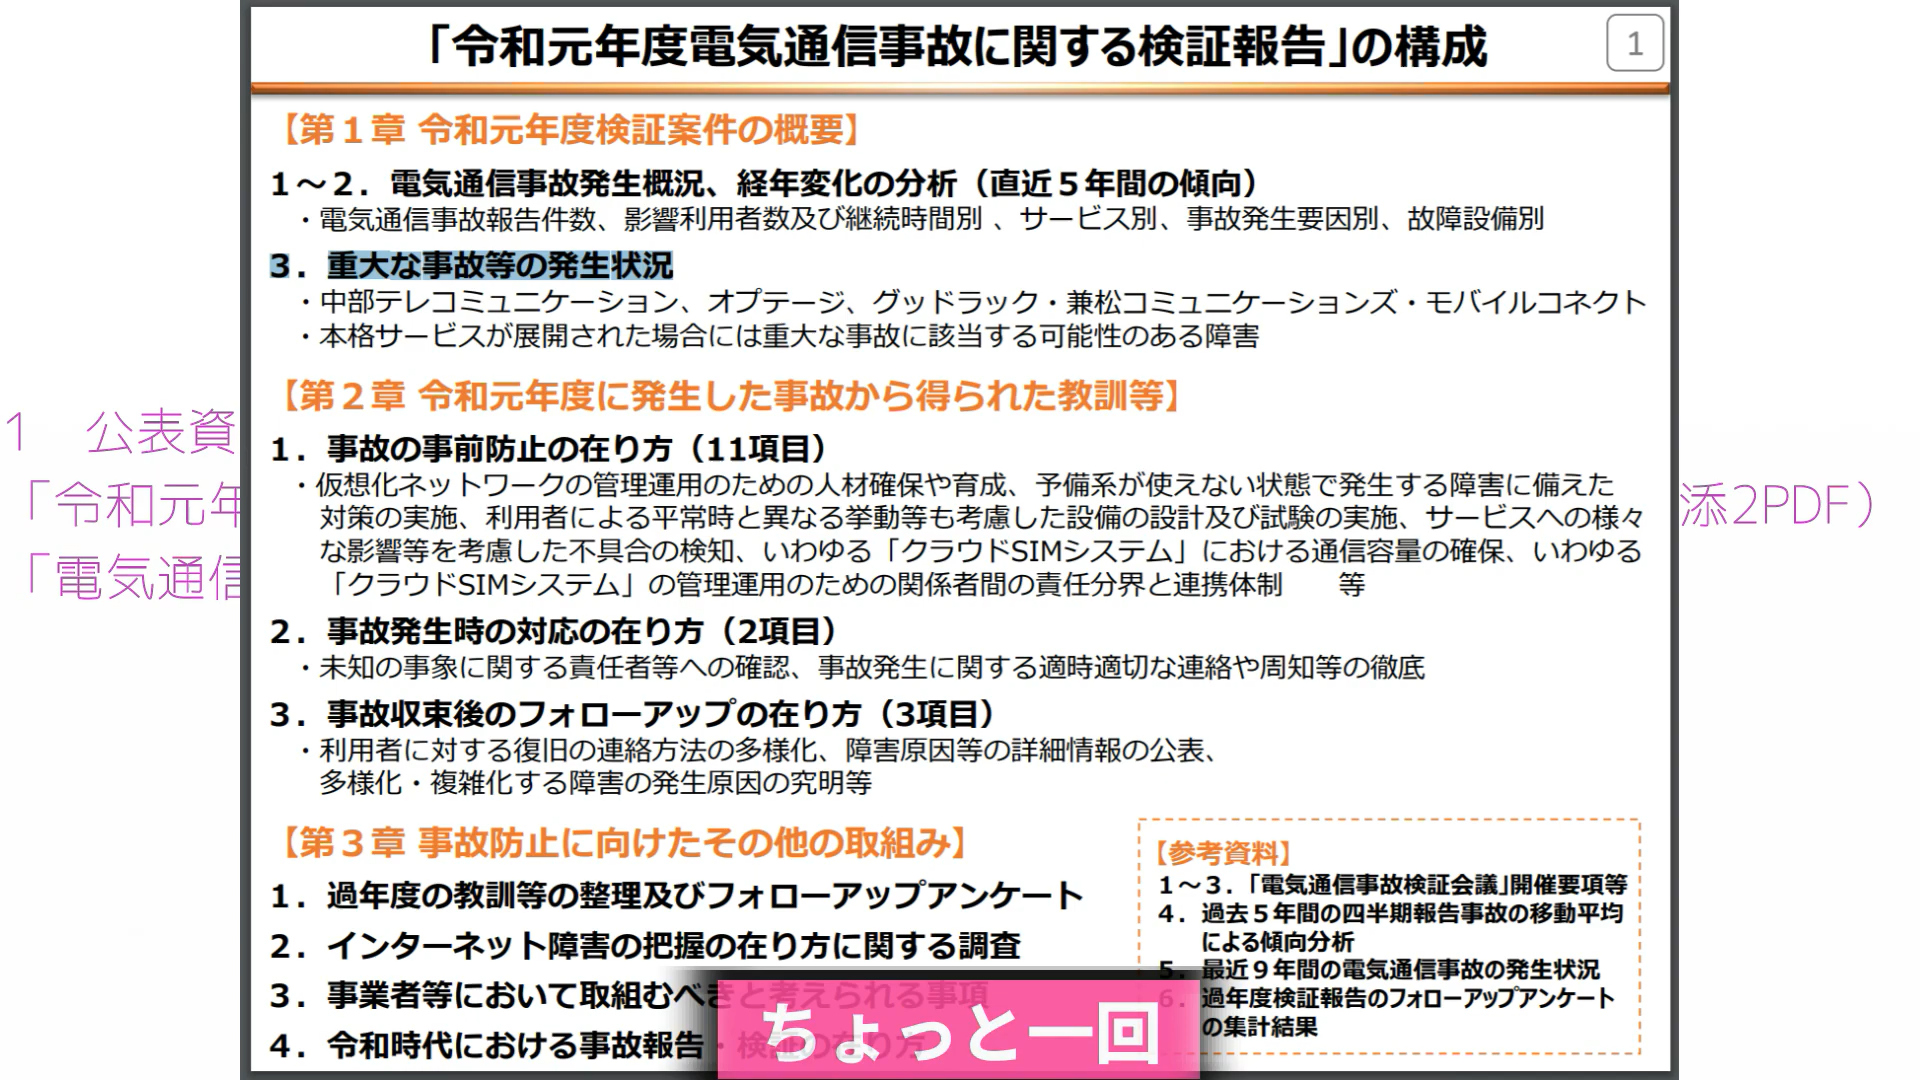 「令和元年度電気通信事故に関する検証報告」の構成
1
【第１章 令和元年度検証案件の概要】
１～２．電気通信事故発生概況、経年変化の分析（直近５年間の傾向）
・電気通信事故報告件数、影響利用者数及び継続時間別 、サービス別、事故発生要因別、故障設備別
３．重大な事故等の発生状況
・中部テレコミュニケーション、オプテージ、グッドラック・兼松コミュニケーションズ・モバイルコネクト
・本格サービスが展開された場合には重大な事故に該当する可能性のある障害
【第２章 令和元年度に発生した事故から得られた教訓等】
１．事故の事前防止の在り方（11項目）
・仮想化ネットワークの管理運用のための人材確保や育成、予備系が使えない状態で発生する障害に備えた
対策の実施、利用者による平常時と異なる挙動等も考慮した設備の設計及び試験の実施、サービスへの様々
な影響等を考慮した不具合の検知、いわゆる「クラウドSIMシステム」における通信容量の確保、いわゆる
「クラウドSIMシステム」の管理運用のための関係者間の責任分界と連携体制　　等
２．事故発生時の対応の在り方（2項目）
・未知の事象に関する責任者等への確認、事故発生に関する適時適切な連絡や周知等の徹底
３．事故収束後のフォローアップの在り方（3項目）
・利用者に対する復旧の連絡方法の多様化、障害原因等の詳細情報の公表、
多様化・複雑化する障害の発生原因の究明等
【第３章 事故防止に向けたその他の取組み】
１．過年度の教訓等の整理及びフォローアップアンケート
２．インターネット障害の把握の在り方に関する調査
３．事業者等において取組むべきと考えられる事項
４．令和時代における事故報告・検証の在り方
【参考資料】
１～３．「電気通信事故検証会議」開催要項等
４．過去５年間の四半期報告事故の移動平均
による傾向分析
５．最近９年間の電気通信事故の発生状況
６．過年度検証報告のフォローアップアンケート
の集計結果
1　公表資
「令和元年
添2PDF）
「電気通信
ちょっと一回